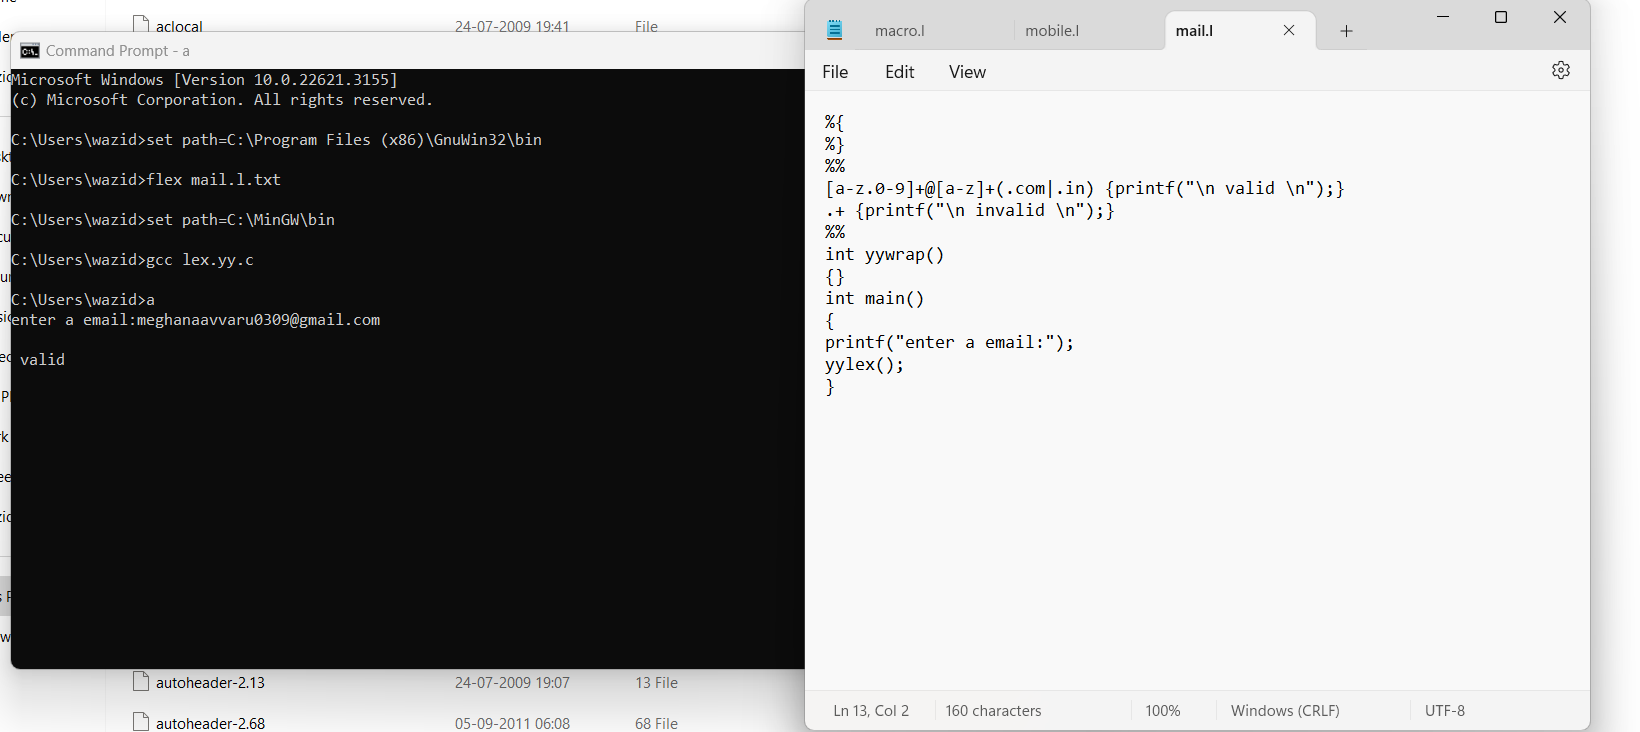 aclocal 24-07-2009 19:41 File
Command Prompt - a
Microsoft Windows [Version 10.0.22621.3155]
(c) Microsoft Corporation. All rights reserved.
C:\Users\wazid>set path=C:\Program Files (x86)\GnuWin32\bin
C:\Users\wazid>flex mail.l.txt
C:\Users\wazid>set path=C:\MinGW\bin
C:\Users\wazid>gcc lex.yy.c
C:\Users\wazid>a
enter a email:meghanaavvaru0309@gmail.com
valid
autoheader-2.13 24-07-2009 19:07 13 File
autoheader-2.68 05-09-2011 06:08 68 File
macro.l mobile.l mail.l
File Edit View
%{
%}
%%
[a-z.0-9]+@[a-z]+(.com|.in) {printf("\n valid \n");}
.+ {printf("\n invalid \n");}
%%
int yywrap()
{}
int main()
{
printf("enter a email:");
yylex();
}
Ln 13, Col 2 160 characters 100% Windows (CRLF) UTF-8